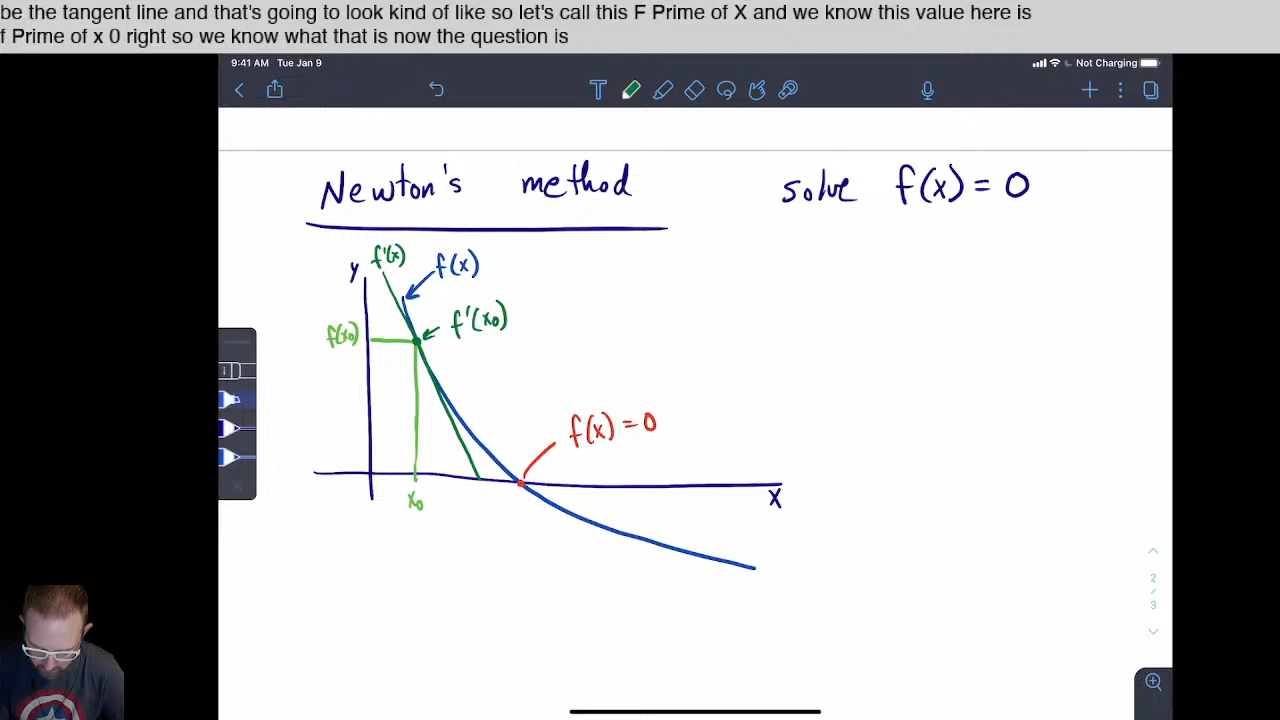 be the tangent line and that's going to look kind of like so let's call this F Prime of X and we know this value here is
f Prime of x 0 right so we know what that is now the question is
9:41 AM Tue Jan 9
Not Charging
Newton's method
solve f(x) = 0
f'(x)
y
f(x)
f'(x₀)
f(x₀)
f(x) = 0
x₀
x
2
/
3